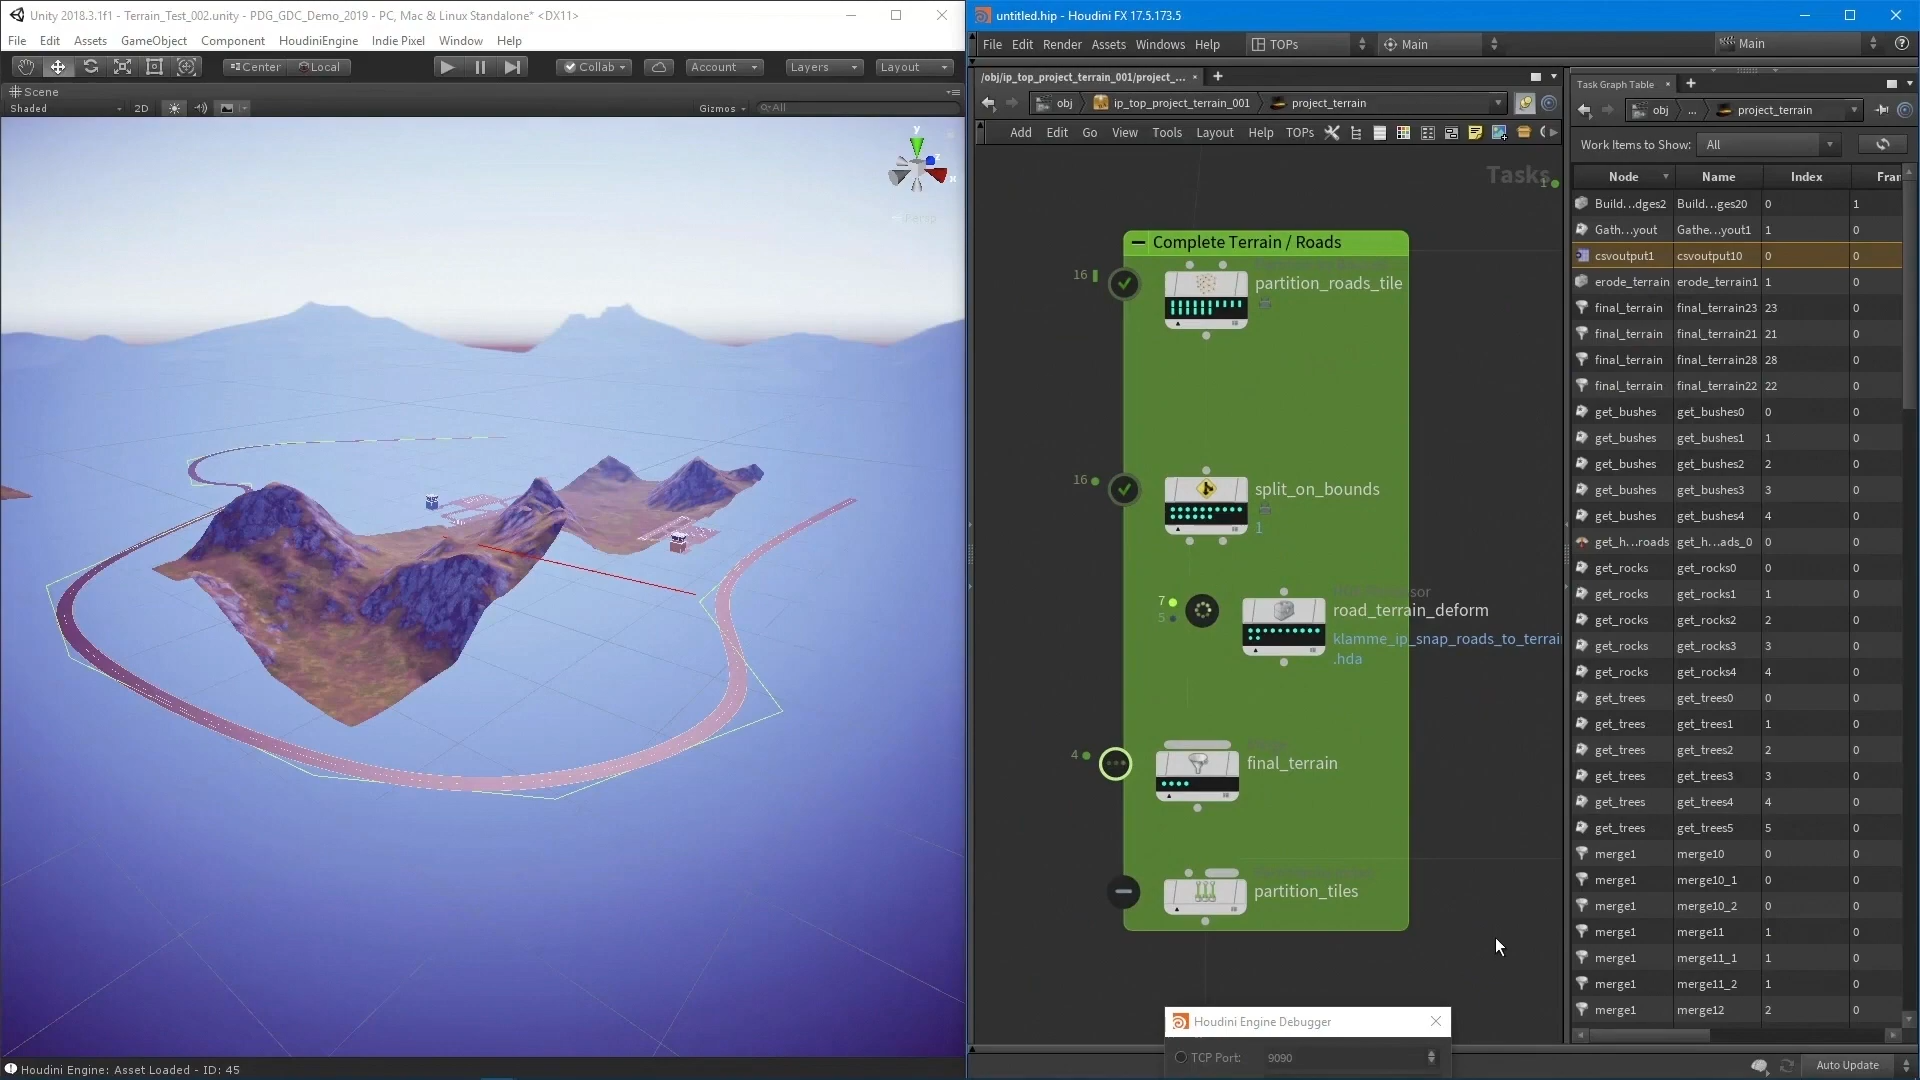 Unity 2018.3.1f1 - Terrain_Test_002.unity - PDG_GDC_Demo_2019 - PC, Mac & Linux Standalone* <DX11>
File Edit Assets GameObject Component HoudiniEngine Indie Pixel Window Help
Center Local Collab Account Layers Layout
Scene
Shaded 2D Gizmos All
y
x
Persp
Houdini Engine: Asset Loaded - ID: 45
untitled.hip - Houdini FX 17.5.173.5
File Edit Render Assets Windows Help TOPs Main Main
/obj/ip_top_project_terrain_001/project_...
obj ip_top_project_terrain_001 project_terrain
Add Edit Go View Tools Layout Help TOPs
Tasks
1
Complete Terrain / Roads
16 partition_roads_tile
16 split_on_bounds
1
7
5
road_terrain_deform
klamme_ip_snap_roads_to_terrai
.hda
4 final_terrain
partition_tiles
Houdini Engine Debugger
TCP Port: 9090
Task Graph Table
obj ... project_terrain
Work Items to Show: All
Node Name Index Fran
Build...dges2 Build...ges20 0 1
Gath...yout Gathe...yout1 1 0
csvoutput1 csvoutput10 0 0
erode_terrain erode_terrain1 1 0
final_terrain final_terrain23 23 0
final_terrain final_terrain21 21 0
final_terrain final_terrain28 28 0
final_terrain final_terrain22 22 0
get_bushes get_bushes0 0 0
get_bushes get_bushes1 1 0
get_bushes get_bushes2 2 0
get_bushes get_bushes3 3 0
get_bushes get_bushes4 4 0
get_h...roads get_h...ads_0 0 0
get_rocks get_rocks0 0 0
get_rocks get_rocks1 1 0
get_rocks get_rocks2 2 0
get_rocks get_rocks3 3 0
get_rocks get_rocks4 4 0
get_trees get_trees0 0 0
get_trees get_trees1 1 0
get_trees get_trees2 2 0
get_trees get_trees3 3 0
get_trees get_trees4 4 0
get_trees get_trees5 5 0
merge1 merge10 0 0
merge1 merge10_1 0 0
merge1 merge10_2 0 0
merge1 merge11 1 0
merge1 merge11_1 1 0
merge1 merge11_2 1 0
merge1 merge12 2 0
Auto Update